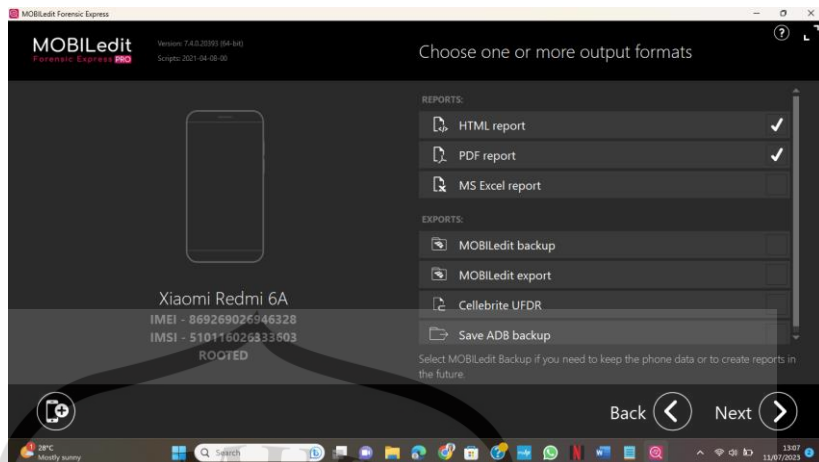 MOBILedit Forensic Express
MOBILedit
Forensic Express PRO
Version: 7.4.0.20393 (64-bit)
Scripts: 2021-04-08-00
Choose one or more output formats
?
REPORTS:
HTML report
PDF report
MS Excel report
EXPORTS:
MOBILedit backup
MOBILedit export
Cellebrite UFDR
Save ADB backup
Select MOBILedit Backup if you need to keep the phone data or to create reports in
the future.
Xiaomi Redmi 6A
IMEI - 869269026946328
IMSI - 510116026333603
ROOTED
Back
Next
28°C
Mostly sunny
Search
13:07
11/07/2023